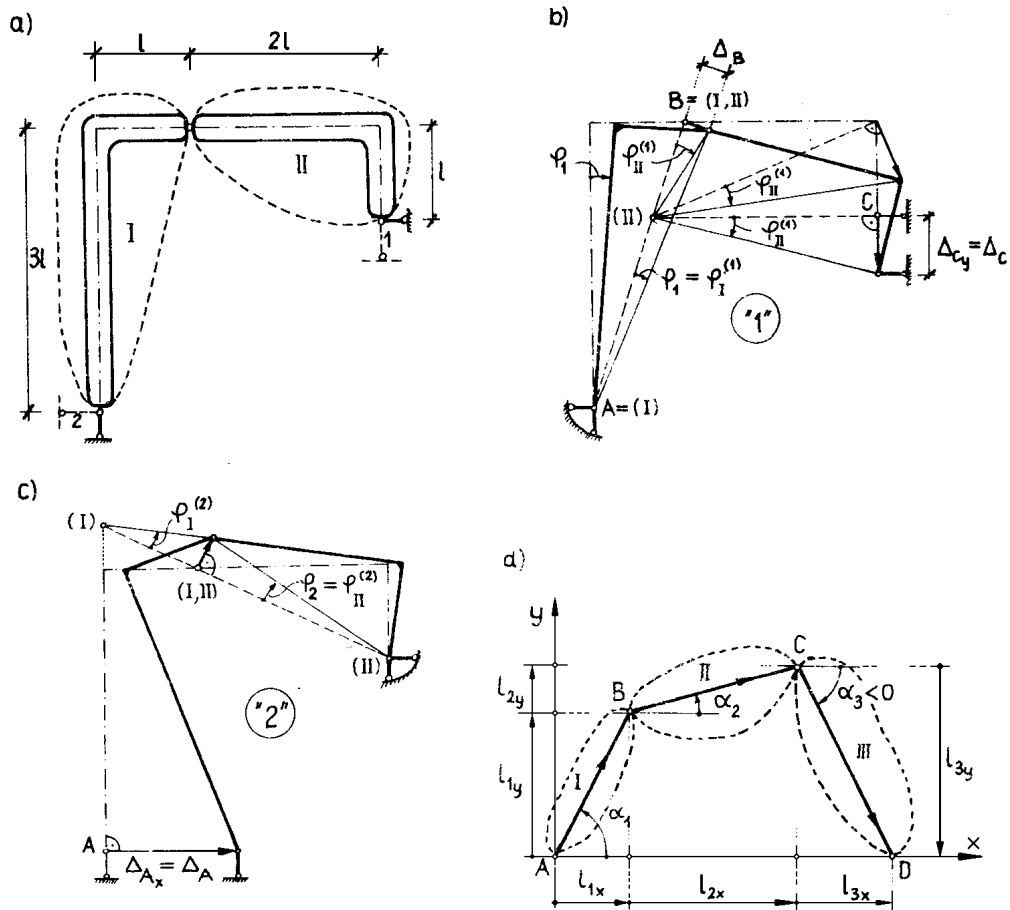 a)
l
2l
3l
I
II
l
1
2
b)
Δ_B
B = (I,II)
φ_1
φ_II^(1)
φ_II^(1)
(II)
φ_II^(1)
C
Δ_Cy = Δ_C
φ_1 = φ_I^(1)
"1"
A = (I)
c)
(I)
φ_1^(2)
(I,II)
φ_2 = φ_II^(2)
(II)
"2"
A
Δ_Ax = Δ_A
d)
y
C
II
B
α_2
α_3 < 0
l_2y
l_1y
I
III
l_3y
α_1
A
D
x
l_1x
l_2x
l_3x